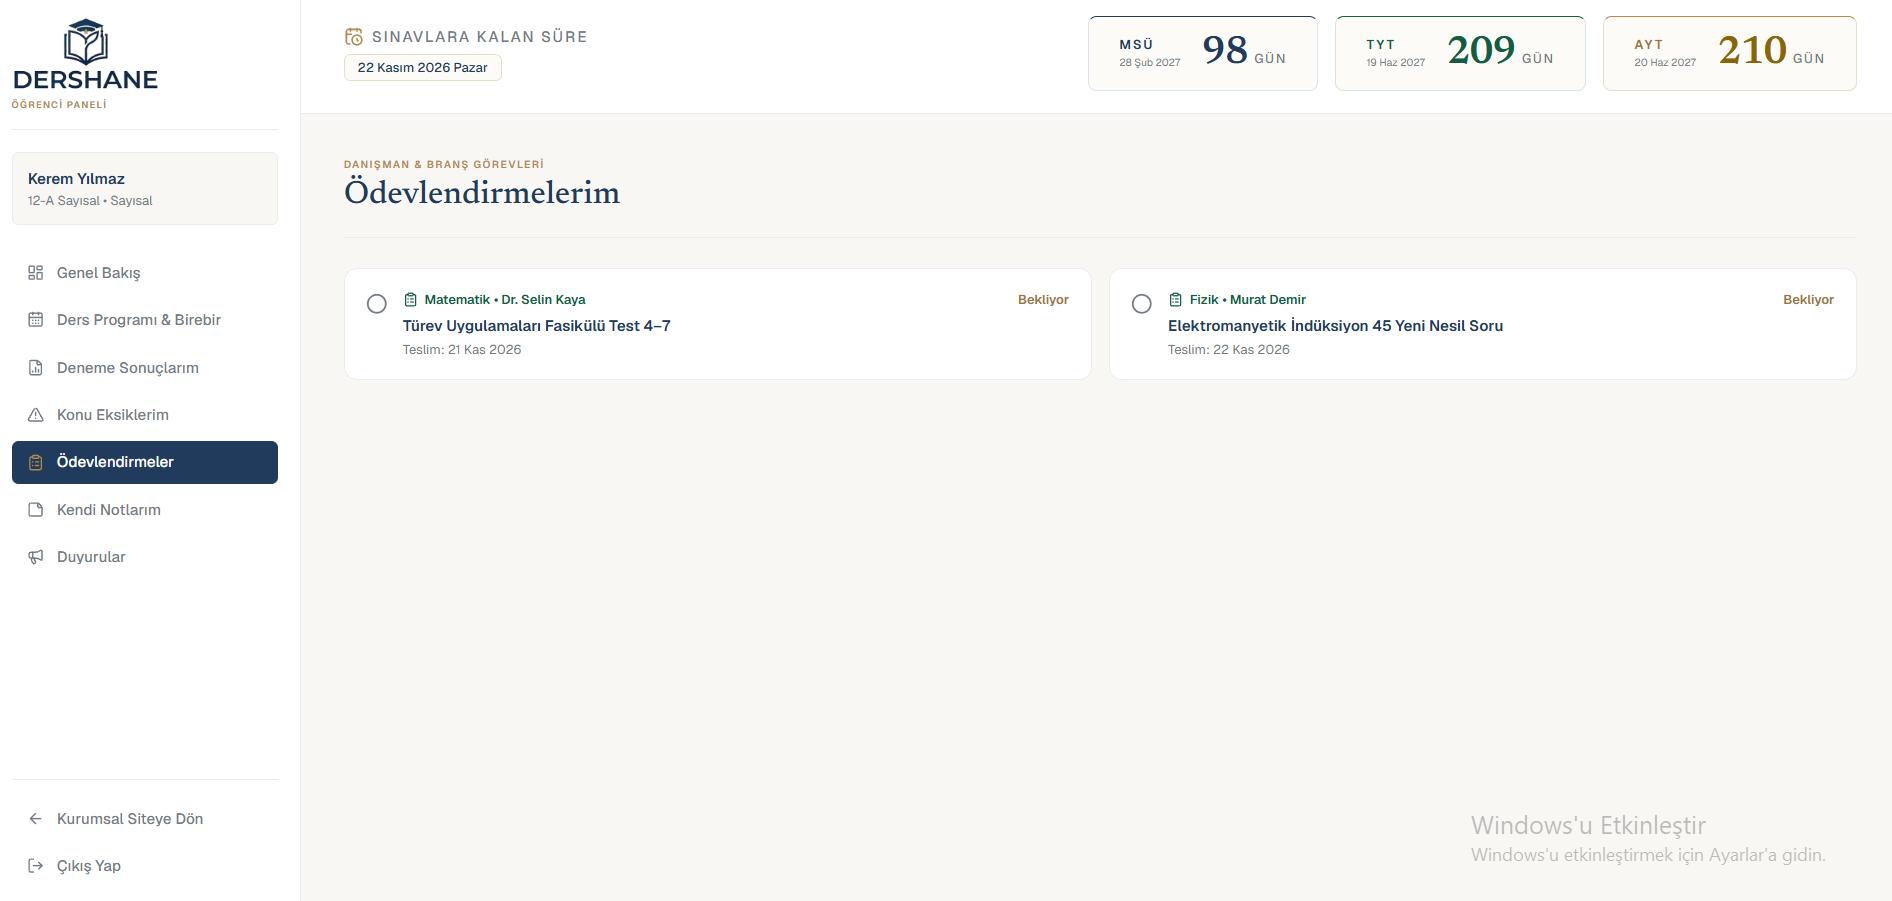 DERSHANE
ÖĞRENCİ PANELİ
Kerem Yılmaz
12-A Sayısal • Sayısal
Genel Bakış
Ders Programı & Birebir
Deneme Sonuçlarım
Konu Eksiklerim
Ödevlendirmeler
Kendi Notlarım
Duyurular
Kurumsal Siteye Dön
Çıkış Yap
SINAVLARA KALAN SÜRE
22 Kasım 2026 Pazar
MSÜ
28 Şub 2027
98 GÜN
TYT
19 Haz 2027
209 GÜN
AYT
20 Haz 2027
210 GÜN
DANIŞMAN & BRANŞ GÖREVLERİ
Ödevlendirmelerim
Matematik • Dr. Selin Kaya
Bekliyor
Türev Uygulamaları Fasikülü Test 4–7
Teslim: 21 Kas 2026
Fizik • Murat Demir
Bekliyor
Elektromanyetik İndüksiyon 45 Yeni Nesil Soru
Teslim: 22 Kas 2026
Windows'u Etkinleştir
Windows'u etkinleştirmek için Ayarlar'a gidin.